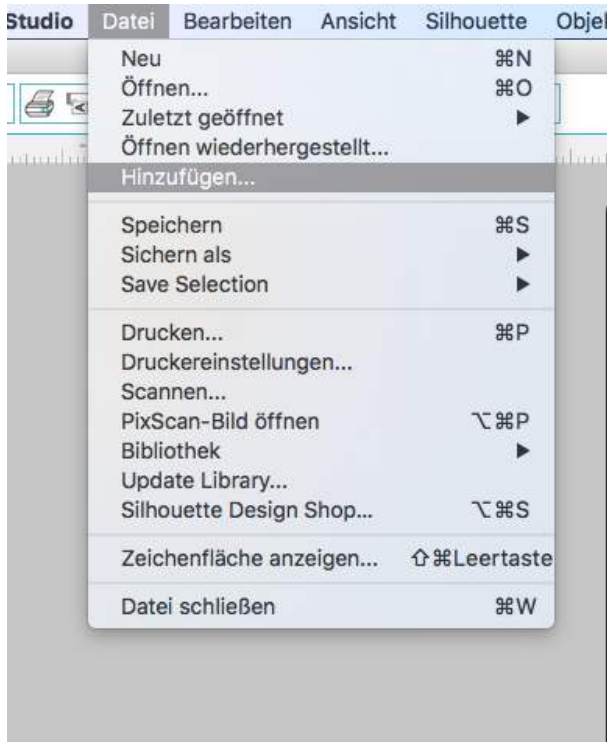 Studio Datei Bearbeiten Ansicht Silhouette Objel
Neu ⌘N
Öffnen... ⌘O
Zuletzt geöffnet ▶
Öffnen wiederhergestellt...
Hinzufügen...
Speichern ⌘S
Sichern als ▶
Save Selection ▶
Drucken... ⌘P
Druckereinstellungen...
Scannen...
PixScan-Bild öffnen ⌥⌘P
Bibliothek ▶
Update Library...
Silhouette Design Shop... ⌥⌘S
Zeichenfläche anzeigen... ⇧⌘Leertaste
Datei schließen ⌘W